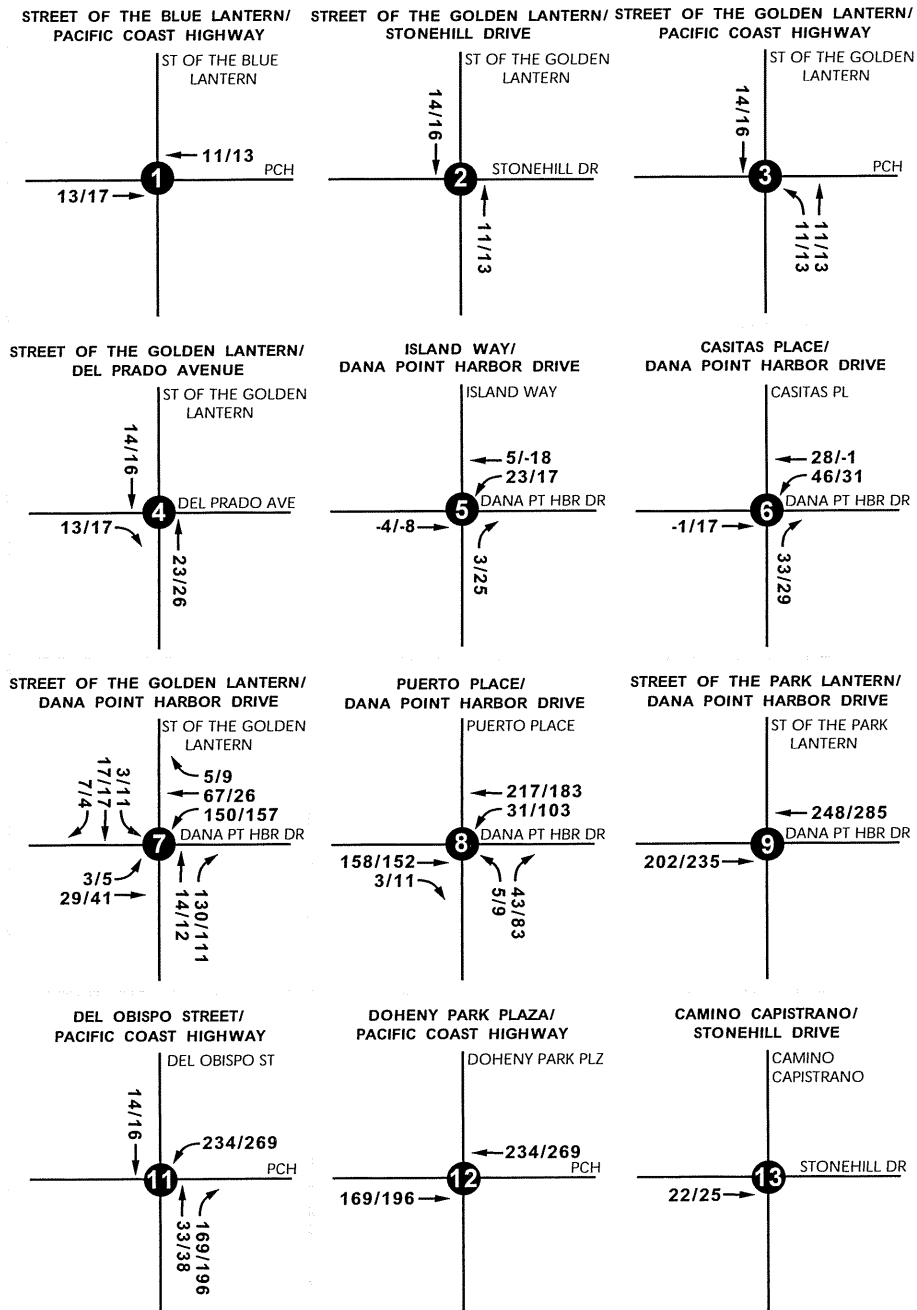 STREET OF THE BLUE LANTERN/
PACIFIC COAST HIGHWAY
ST OF THE BLUE
LANTERN
11/13
PCH
1
13/17
STREET OF THE GOLDEN LANTERN/
STONEHILL DRIVE
ST OF THE GOLDEN
LANTERN
14/16
STONEHILL DR
2
11/13
STREET OF THE GOLDEN LANTERN/
PACIFIC COAST HIGHWAY
ST OF THE GOLDEN
LANTERN
14/16
PCH
3
11/13
11/13
STREET OF THE GOLDEN LANTERN/
DEL PRADO AVENUE
ST OF THE GOLDEN
LANTERN
14/16
DEL PRADO AVE
4
13/17
23/26
ISLAND WAY/
DANA POINT HARBOR DRIVE
ISLAND WAY
5/-18
23/17
DANA PT HBR DR
5
-4/-8
3/25
CASITAS PLACE/
DANA POINT HARBOR DRIVE
CASITAS PL
28/-1
46/31
DANA PT HBR DR
6
-1/17
33/29
STREET OF THE GOLDEN LANTERN/
DANA POINT HARBOR DRIVE
ST OF THE GOLDEN
LANTERN
7/4
17/17
3/11
5/9
67/26
150/157
DANA PT HBR DR
7
3/5
29/41
14/12
130/111
PUERTO PLACE/
DANA POINT HARBOR DRIVE
PUERTO PLACE
217/183
31/103
DANA PT HBR DR
8
158/152
3/11
5/9
43/83
STREET OF THE PARK LANTERN/
DANA POINT HARBOR DRIVE
ST OF THE PARK
LANTERN
248/285
DANA PT HBR DR
9
202/235
DEL OBISPO STREET/
PACIFIC COAST HIGHWAY
DEL OBISPO ST
14/16
234/269
PCH
11
33/38
169/196
DOHENY PARK PLAZA/
PACIFIC COAST HIGHWAY
DOHENY PARK PLZ
234/269
PCH
12
169/196
CAMINO CAPISTRANO/
STONEHILL DRIVE
CAMINO
CAPISTRANO
STONEHILL DR
13
22/25